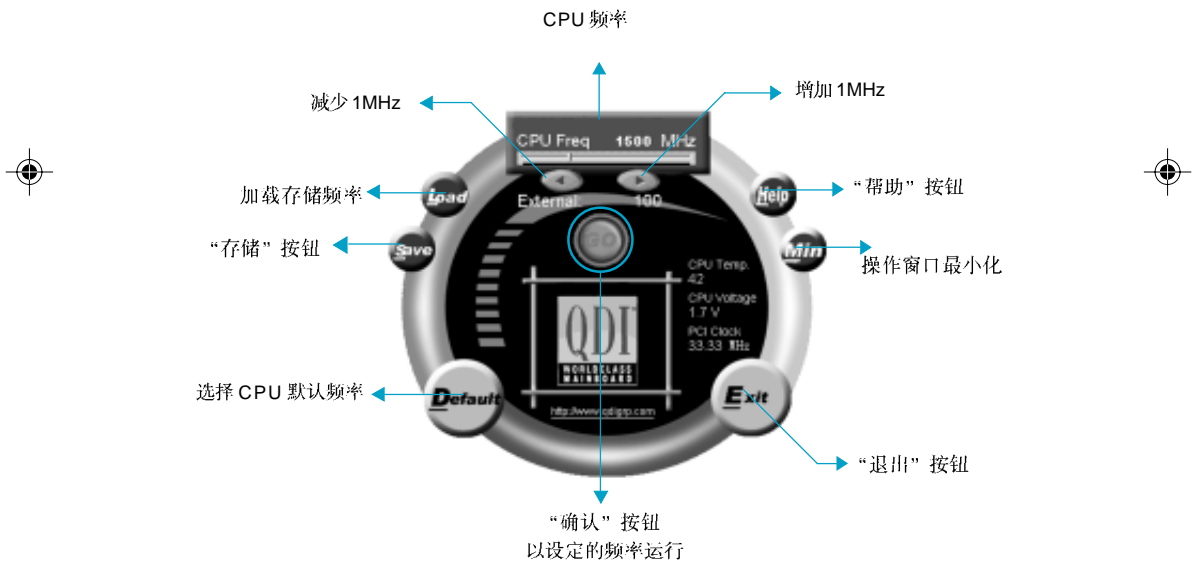 CPU 频率
减少 1MHz
增加 1MHz
CPU Freq 1500 MHz
加载存储频率
Load
External: 100
Help
“帮助”按钮
“存储”按钮
Save
GO
Min
操作窗口最小化
CPU Temp.
42
CPU Voltage
1.7 V
PCI Clock
33.33 MHz
QDI
WORLDCLASS
MAINBOARD
选择 CPU 默认频率
Default
Exit
http://www.qdigrp.com
“退出”按钮
“确认”按钮
以设定的频率运行